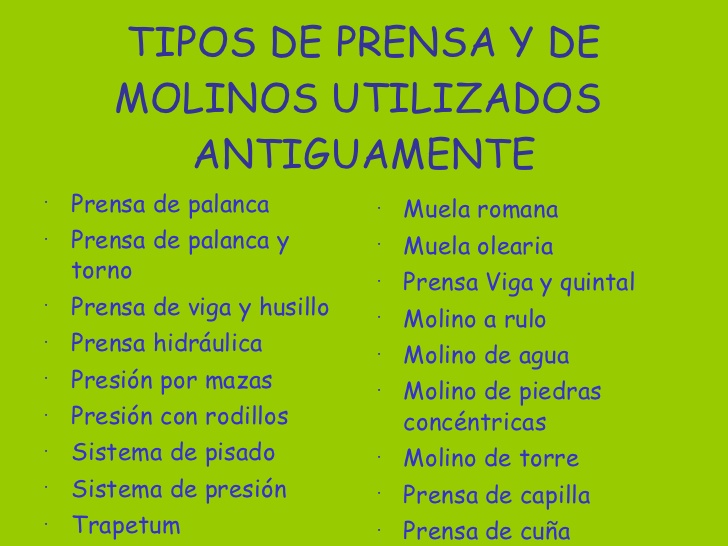 TIPOS DE PRENSA Y DE
MOLINOS UTILIZADOS
ANTIGUAMENTE
· Prensa de palanca
· Prensa de palanca y
torno
· Prensa de viga y husillo
· Prensa hidráulica
· Presión por mazas
· Presión con rodillos
· Sistema de pisado
· Sistema de presión
· Trapetum
· Muela romana
· Muela olearia
· Prensa Viga y quintal
· Molino a rulo
· Molino de agua
· Molino de piedras
concéntricas
· Molino de torre
· Prensa de capilla
· Prensa de cuña